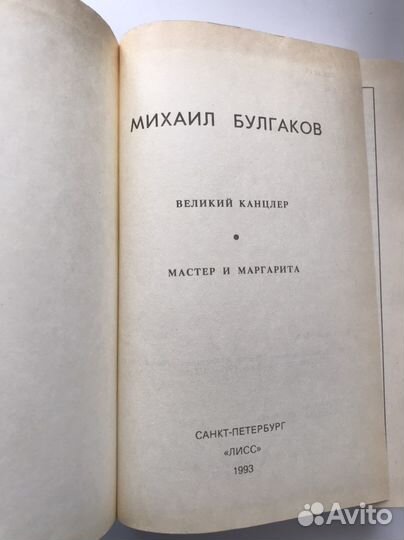 МИХАИЛ БУЛГАКОВ
ВЕЛИКИЙ КАНЦЛЕР
•
МАСТЕР И МАРГАРИТА
САНКТ-ПЕТЕРБУРГ
«ЛИСС»
1993
Avito